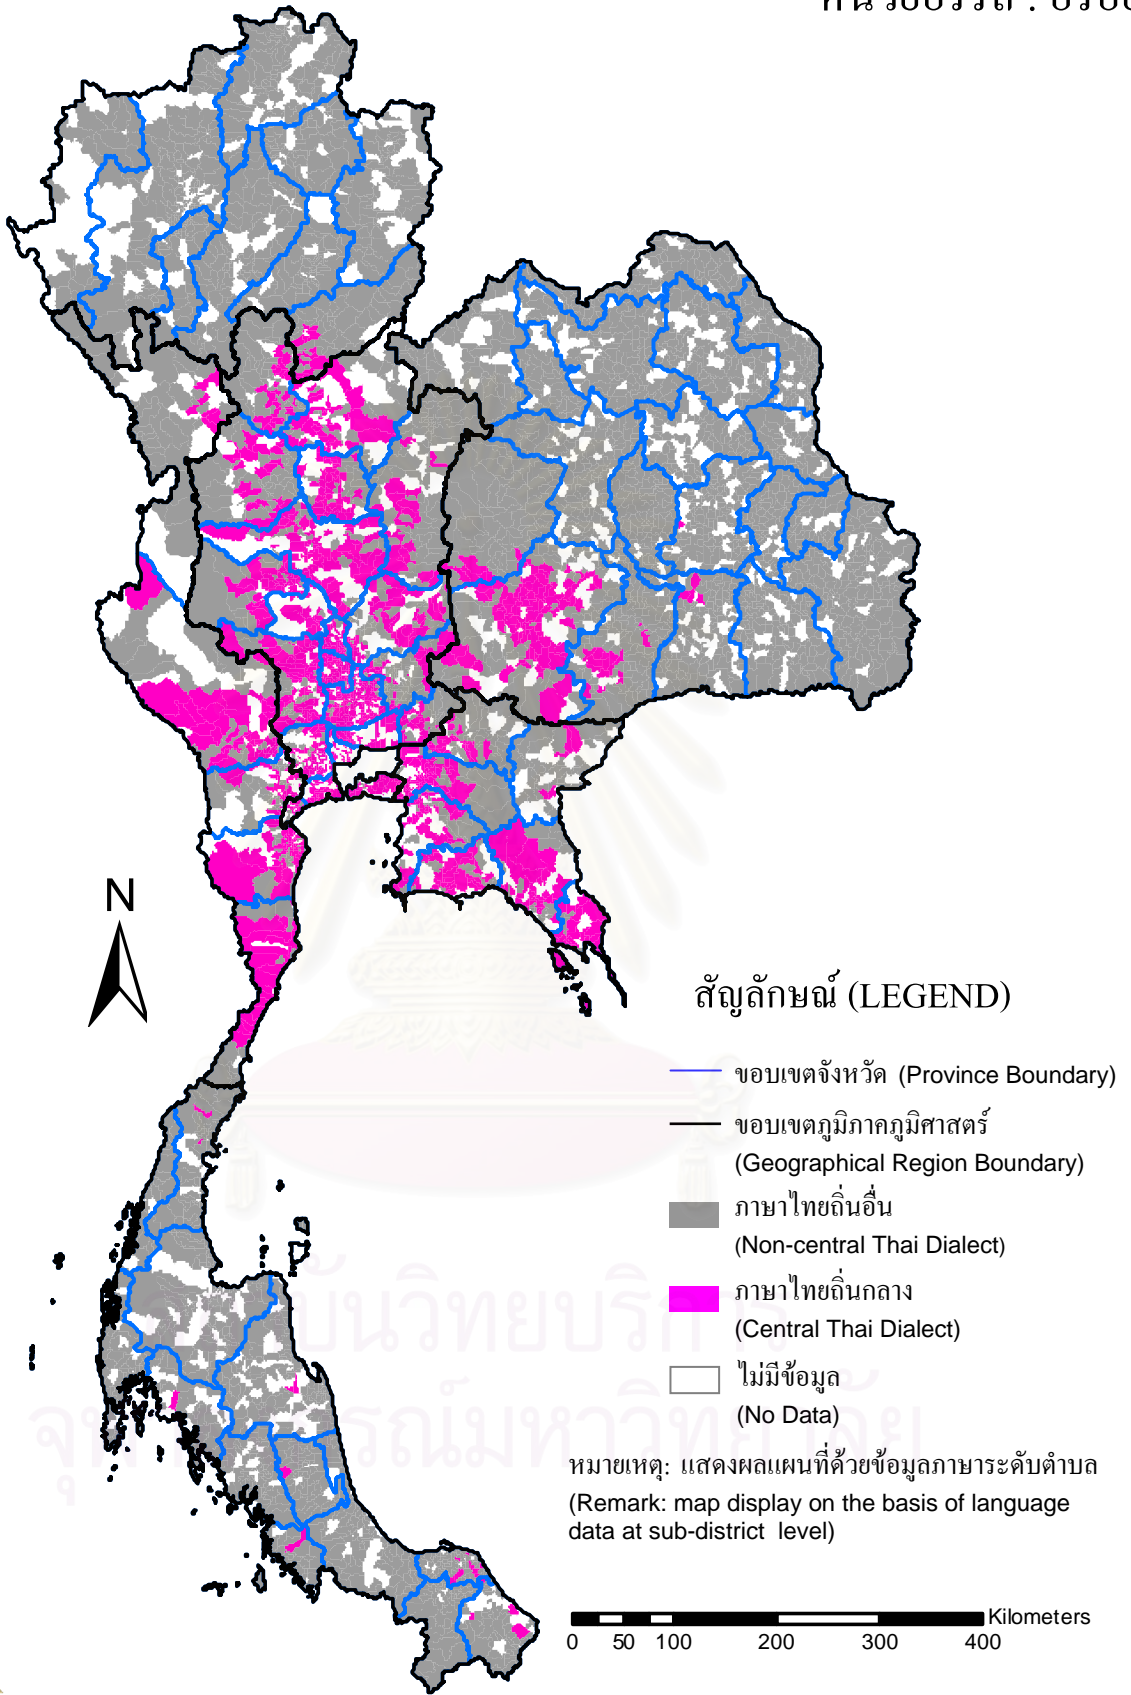 N
สัญลักษณ์ (LEGEND)
ขอบเขตจังหวัด (Province Boundary)
ขอบเขตภูมิภาคภูมิศาสตร์
(Geographical Region Boundary)
ภาษาไทยถิ่นอื่น
(Non-central Thai Dialect)
ภาษาไทยถิ่นกลาง
(Central Thai Dialect)
ไม่มีข้อมูล
(No Data)
หมายเหตุ: แสดงผลแผนที่ด้วยข้อมูลภาษาระดับตำบล
(Remark: map display on the basis of language
data at sub-district level)
Kilometers
0 50 100 200 300 400